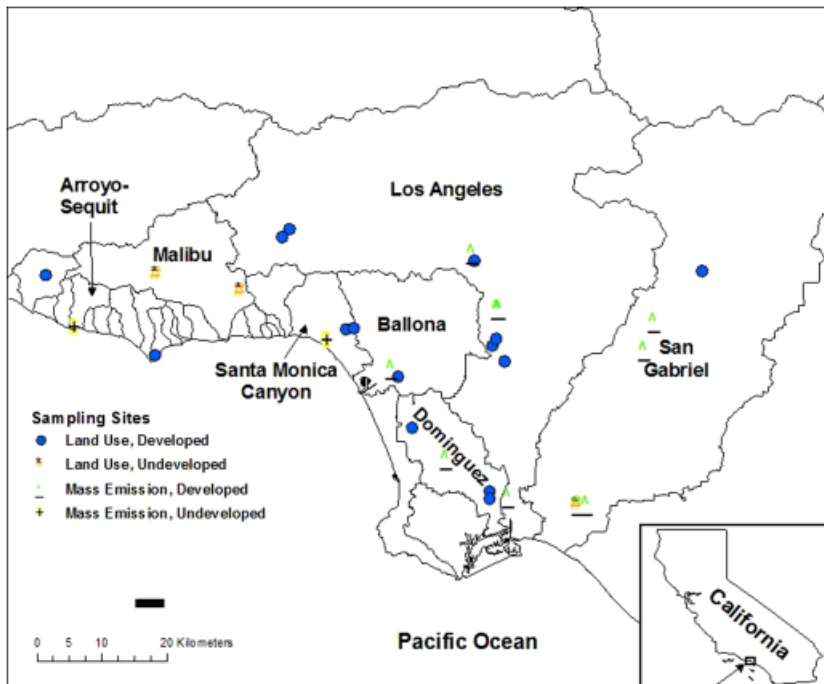 Arroyo-
Sequit
Los Angeles
Malibu
Ballona
Santa Monica
Canyon
San
Gabriel
Dominguez
Sampling Sites
Land Use, Developed
Land Use, Undeveloped
Mass Emission, Developed
Mass Emission, Undeveloped
0 5 10 20 Kilometers
Pacific Ocean
California